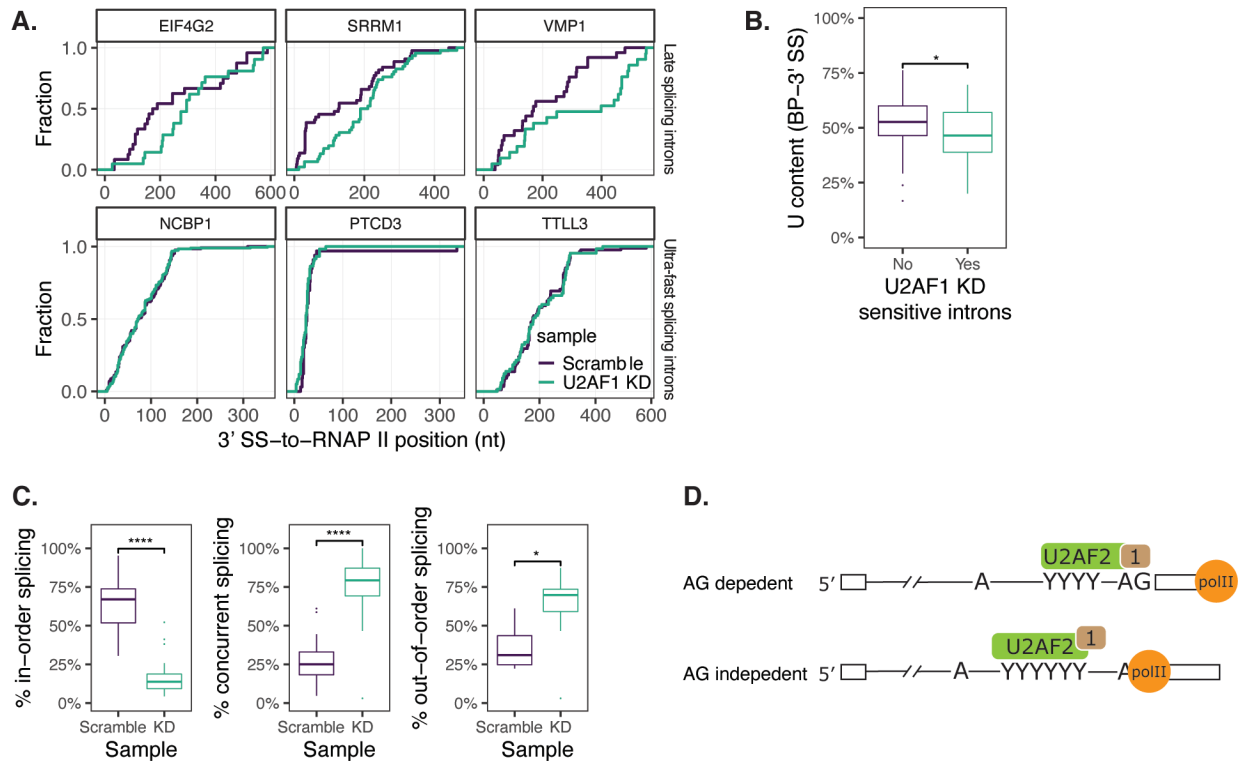 A.
EIF4G2 SRRM1 VMP1
Fraction
1.0
0.5
0.0
0 200 400 600
0 200 400
0 200 400
Late splicing introns
NCBP1 PTCD3 TTLL3
Fraction
1.0
0.5
0.0
0 100 200 300
0 100 200 300
0 200 400 600
sample
Scramble
U2AF1 KD
Ultra-fast splicing introns
3' SS-to-RNAP II position (nt)
B.
U content (BP-3' SS)
100%
75%
50%
25%
0%
*
No Yes
U2AF1 KD
sensitive introns
C.
% in-order splicing
100%
75%
50%
25%
0%
****
Scramble KD
Sample
% concurrent splicing
100%
75%
50%
25%
0%
****
Scramble KD
Sample
% out-of-order splicing
100%
75%
50%
25%
0%
*
Scramble KD
Sample
D.
U2AF2 1
AG depedent 5' A YYYY AG polII
U2AF2 1
AG indepedent 5' A YYYYYY A polII